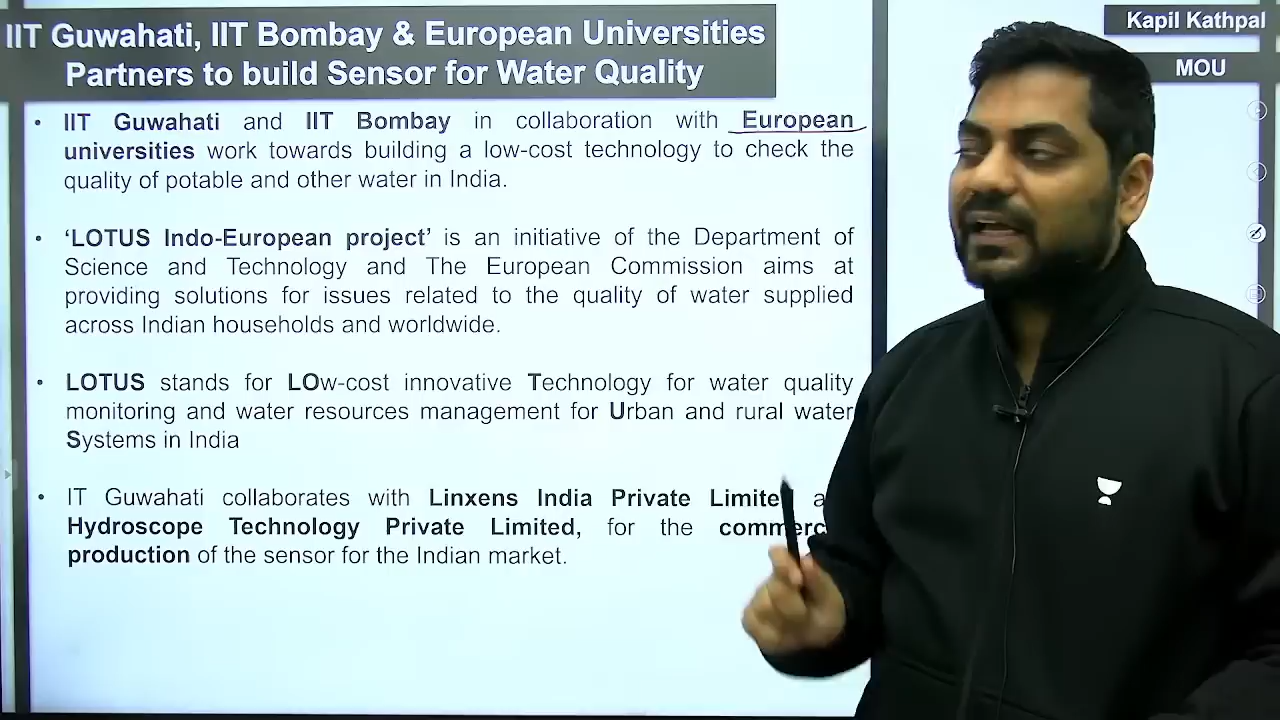 IIT Guwahati, IIT Bombay & European Universities
Partners to build Sensor for Water Quality
Kapil Kathpal
MOU
• IIT Guwahati and IIT Bombay in collaboration with European
universities work towards building a low-cost technology to check the
quality of potable and other water in India.
• ‘LOTUS Indo-European project’ is an initiative of the Department of
Science and Technology and The European Commission aims at
providing solutions for issues related to the quality of water supplied
across Indian households and worldwide.
• LOTUS stands for LOw-cost innovative Technology for water quality
monitoring and water resources management for Urban and rural water
Systems in India
• IT Guwahati collaborates with Linxens India Private
Hydroscope Technology Private Limited, for the
production of the sensor for the Indian market.